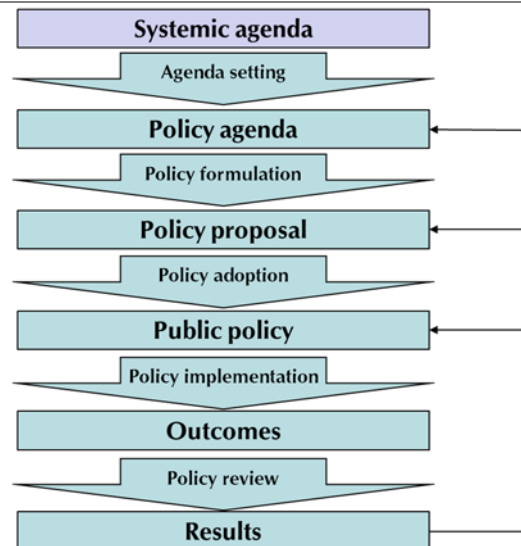 Systemic agenda
Agenda setting
Policy agenda
Policy formulation
Policy proposal
Policy adoption
Public policy
Policy implementation
Outcomes
Policy review
Results